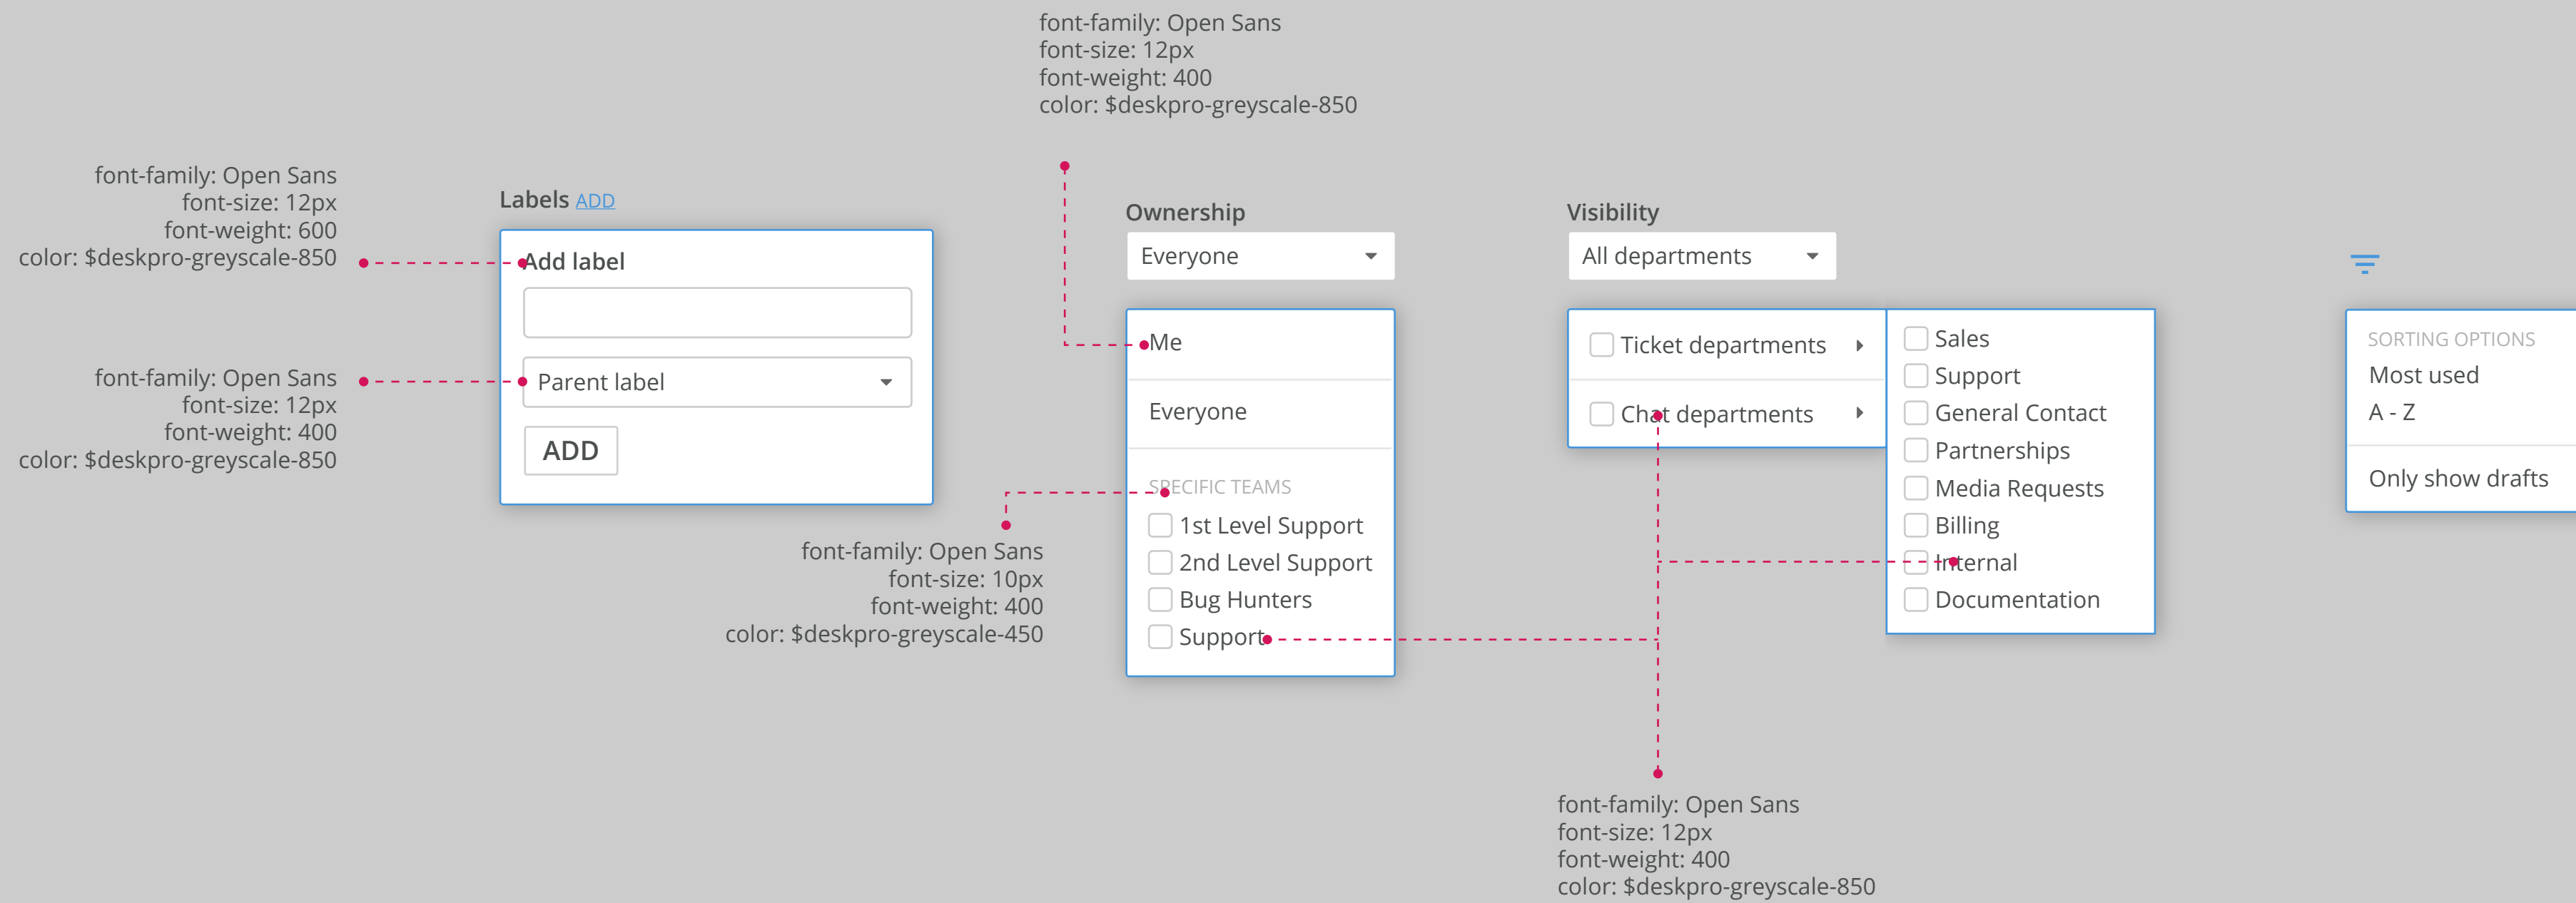 font-family: Open Sans
font-size: 12px
font-weight: 400
color: $deskpro-greyscale-850
font-family: Open Sans
font-size: 12px
font-weight: 600
color: $deskpro-greyscale-850
font-family: Open Sans
font-size: 12px
font-weight: 400
color: $deskpro-greyscale-850
Labels ADD
Add label
Parent label
ADD
font-family: Open Sans
font-size: 10px
font-weight: 400
color: $deskpro-greyscale-450
Ownership
Everyone
Me
Everyone
SPECIFIC TEAMS
1st Level Support
2nd Level Support
Bug Hunters
Support
Visibility
All departments
Ticket departments
Chat departments
Sales
Support
General Contact
Partnerships
Media Requests
Billing
Internal
Documentation
font-family: Open Sans
font-size: 12px
font-weight: 400
color: $deskpro-greyscale-850
SORTING OPTIONS
Most used
A - Z
Only show drafts